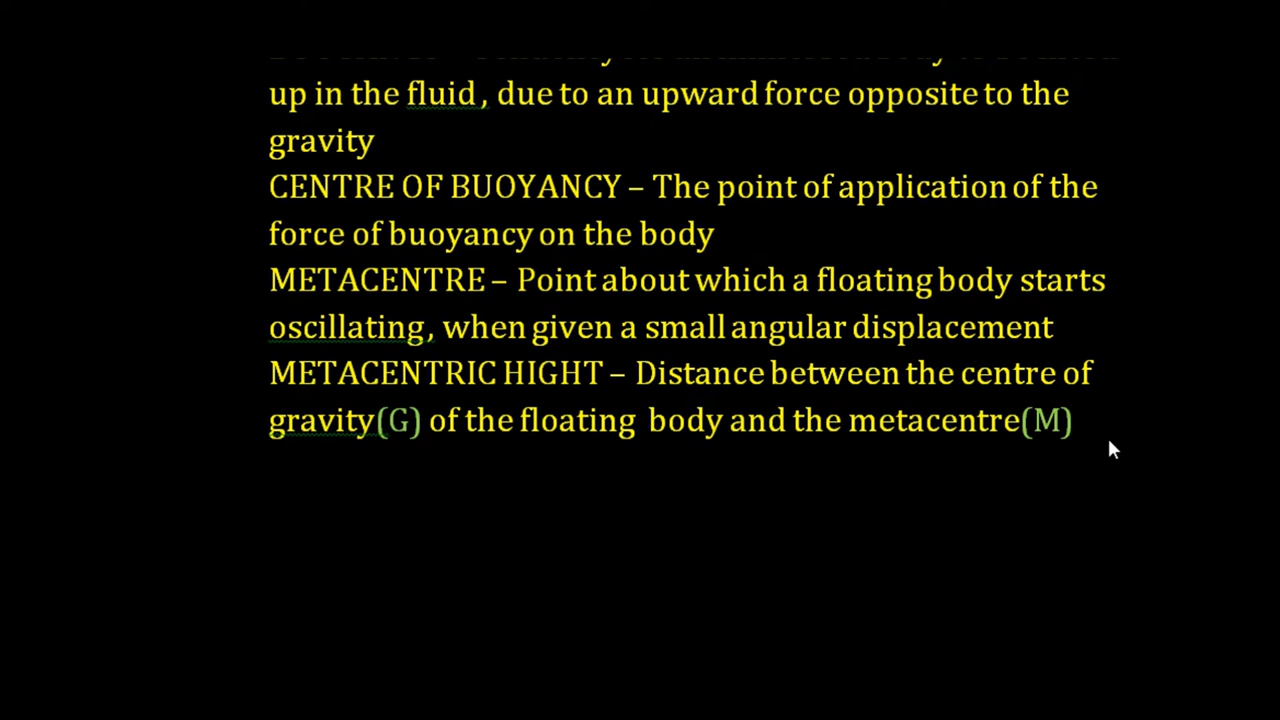 up in the fluid , due to an upward force opposite to the
gravity
CENTRE OF BUOYANCY – The point of application of the
force of buoyancy on the body
METACENTRE – Point about which a floating body starts
oscillating, when given a small angular displacement
METACENTRIC HIGHT – Distance between the centre of
gravity(G) of the floating body and the metacentre(M)